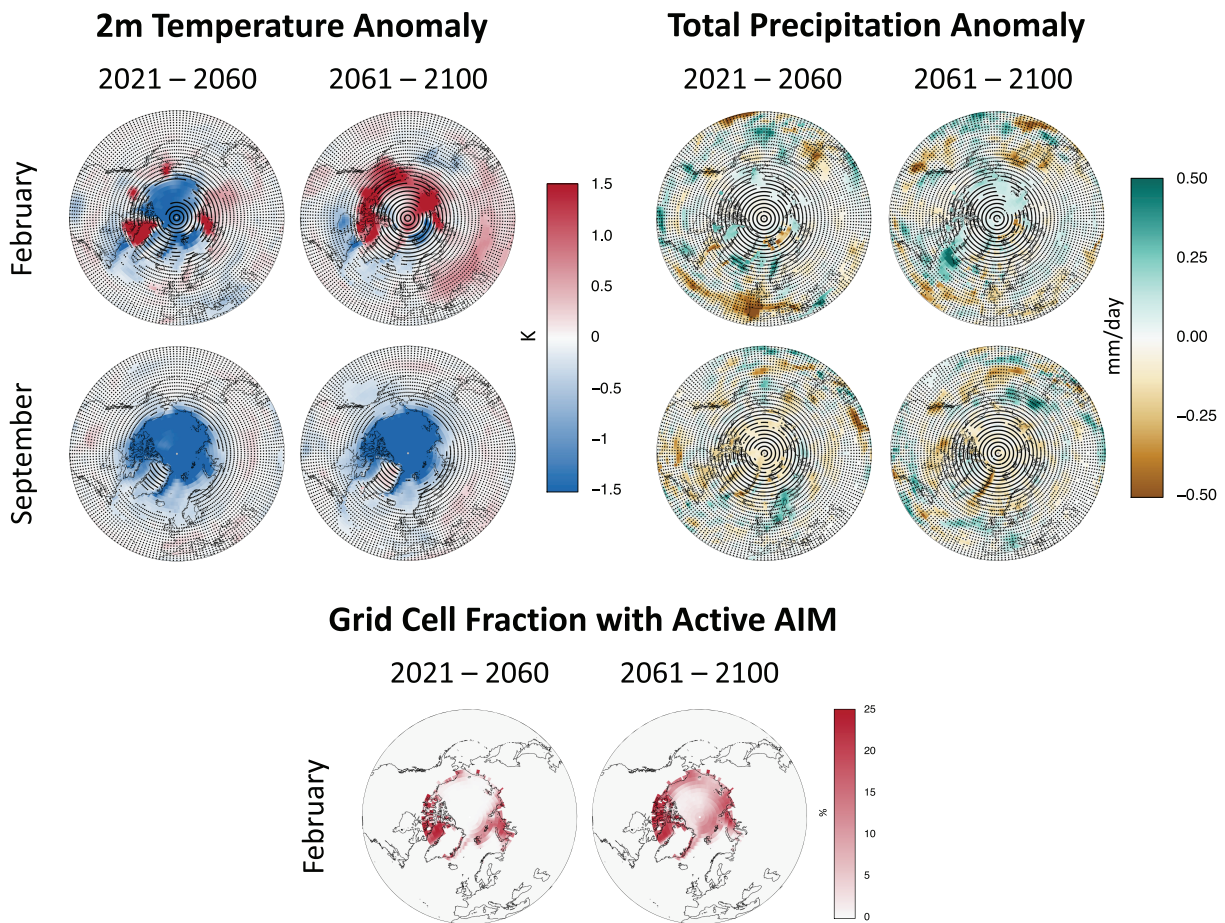 2m Temperature Anomaly
2021 – 2060
2061 – 2100
Total Precipitation Anomaly
2021 – 2060
2061 – 2100
February
September
1.5
1.0
0.5
0
−0.5
−1
−1.5
K
0.50
0.25
0.00
−0.25
−0.50
mm/day
Grid Cell Fraction with Active AIM
2021 – 2060
2061 – 2100
February
25
20
15
10
5
0
%